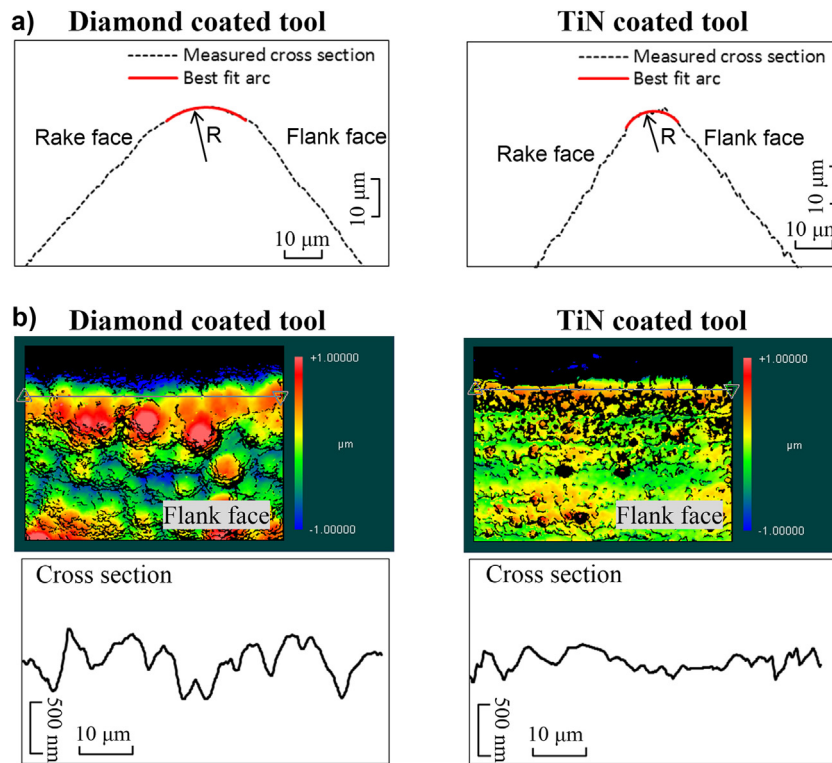 a)
Diamond coated tool
Measured cross section
Best fit arc
Rake face
R
Flank face
10 μm
10 μm
TiN coated tool
Measured cross section
Best fit arc
Rake face
R
Flank face
10 μm
10 μm
b)
Diamond coated tool
+1.00000
μm
-1.00000
Flank face
TiN coated tool
+1.00000
μm
-1.00000
Flank face
Cross section
500 nm
10 μm
Cross section
500 nm
10 μm